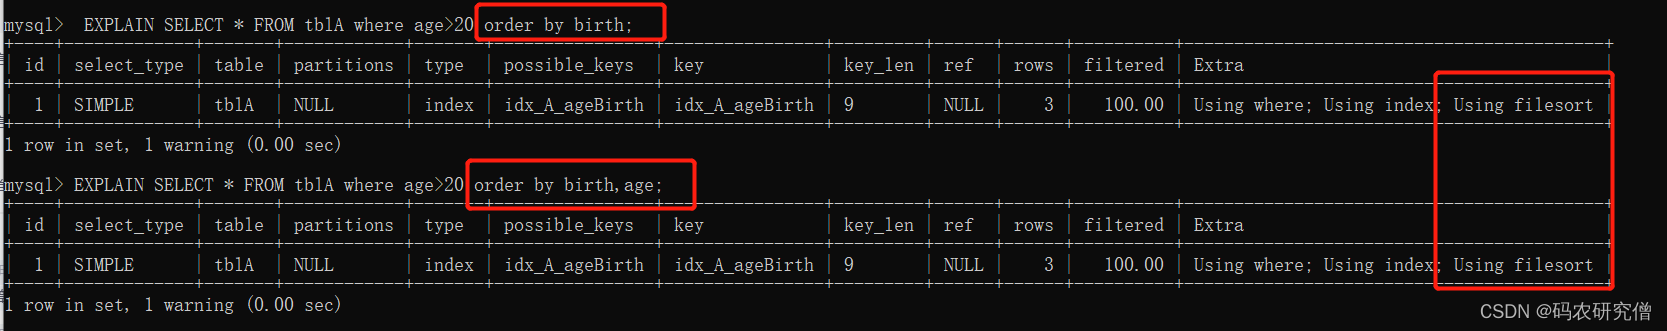 mysql>  EXPLAIN SELECT * FROM tblA where age>20 order by birth;
| id | select_type | table | partitions | type | possible_keys | key | key_len | ref | rows | filtered | Extra |
| 1 | SIMPLE | tblA | NULL | index | idx_A_ageBirth | idx_A_ageBirth | 9 | NULL | 3 | 100.00 | Using where; Using index; Using filesort |
1 row in set, 1 warning (0.00 sec)
mysql> EXPLAIN SELECT * FROM tblA where age>20 order by birth,age;
| id | select_type | table | partitions | type | possible_keys | key | key_len | ref | rows | filtered | Extra |
| 1 | SIMPLE | tblA | NULL | index | idx_A_ageBirth | idx_A_ageBirth | 9 | NULL | 3 | 100.00 | Using where; Using index; Using filesort |
1 row in set, 1 warning (0.00 sec)
CSDN @码农研究僧